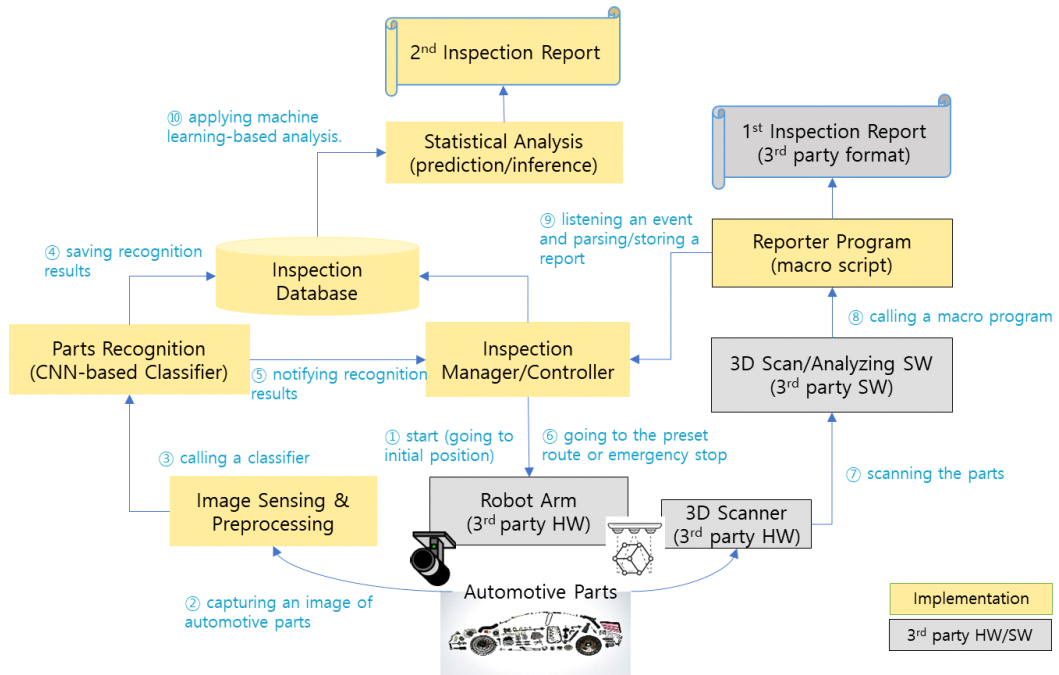 2nd Inspection Report
⑩ applying machine
learning-based analysis.
Statistical Analysis
(prediction/inference)
1st Inspection Report
(3rd party format)
④ saving recognition
results
Inspection
Database
⑨ listening an event
and parsing/storing a
report
Reporter Program
(macro script)
⑧ calling a macro program
Parts Recognition
(CNN-based Classifier)
⑤ notifying recognition
results
Inspection
Manager/Controller
3D Scan/Analyzing SW
(3rd party SW)
③ calling a classifier
① start (going to
initial position)
⑥ going to the preset
route or emergency stop
⑦ scanning the parts
Image Sensing &
Preprocessing
Robot Arm
(3rd party HW)
3D Scanner
(3rd party HW)
② capturing an image of
automotive parts
Automotive Parts
Implementation
3rd party HW/SW